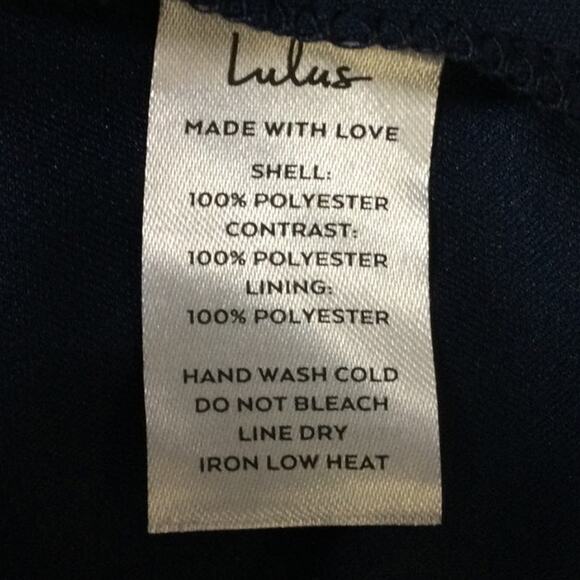 Lulus
MADE WITH LOVE
SHELL:
100% POLYESTER
CONTRAST:
100% POLYESTER
LINING:
100% POLYESTER
HAND WASH COLD
DO NOT BLEACH
LINE DRY
IRON LOW HEAT